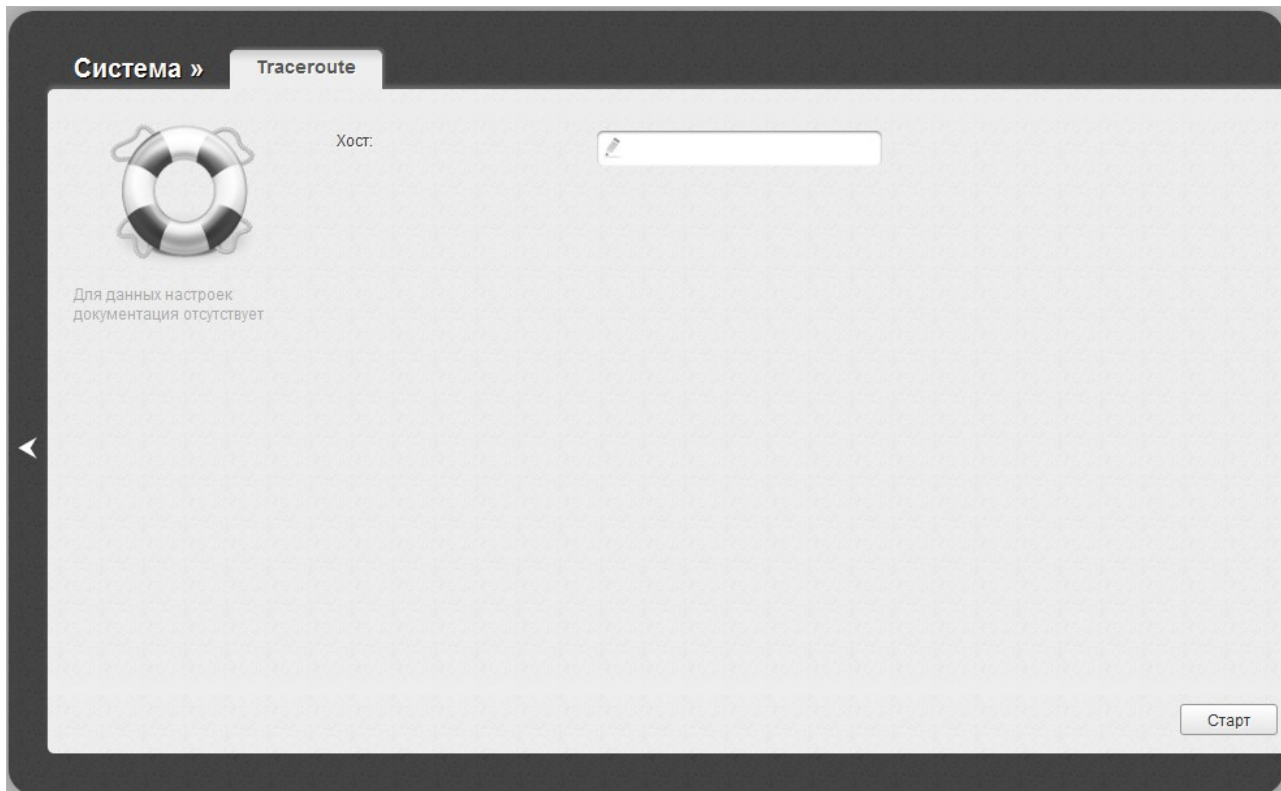 Система »
Traceroute
Хост:
Для данных настроек
документация отсутствует
Старт